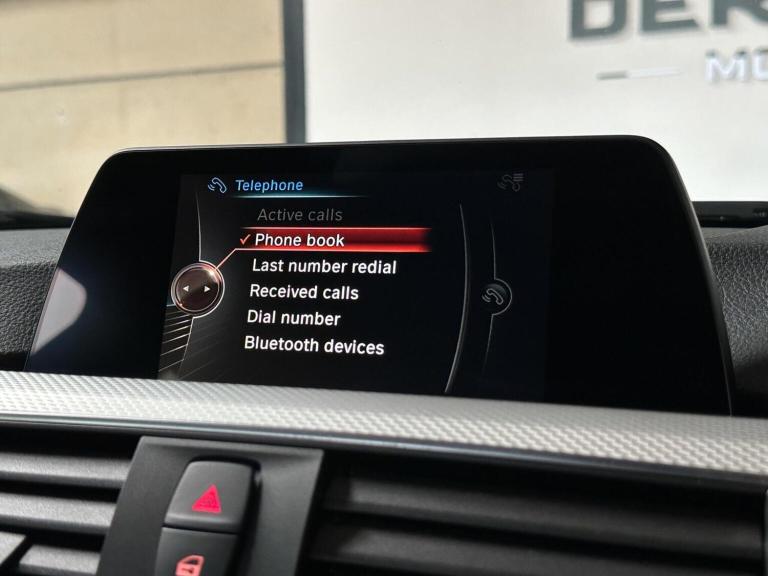 Telephone
Active calls
Phone book
Last number redial
Received calls
Dial number
Bluetooth devices